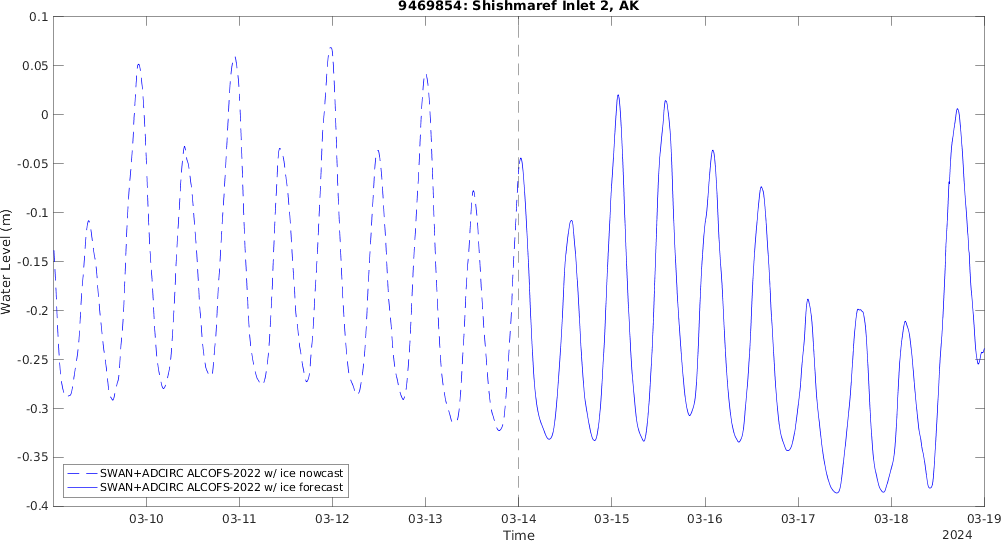 9469854: Shishmaref Inlet 2, AK
0.1
0.05
0
-0.05
-0.1
-0.15
-0.2
-0.25
-0.3
-0.35
-0.4
Water Level (m)
SWAN+ADCIRC ALCOFS-2022 w/ ice nowcast
SWAN+ADCIRC ALCOFS-2022 w/ ice forecast
03-10 03-11 03-12 03-13 03-14 03-15 03-16 03-17 03-18 03-19
Time
2024